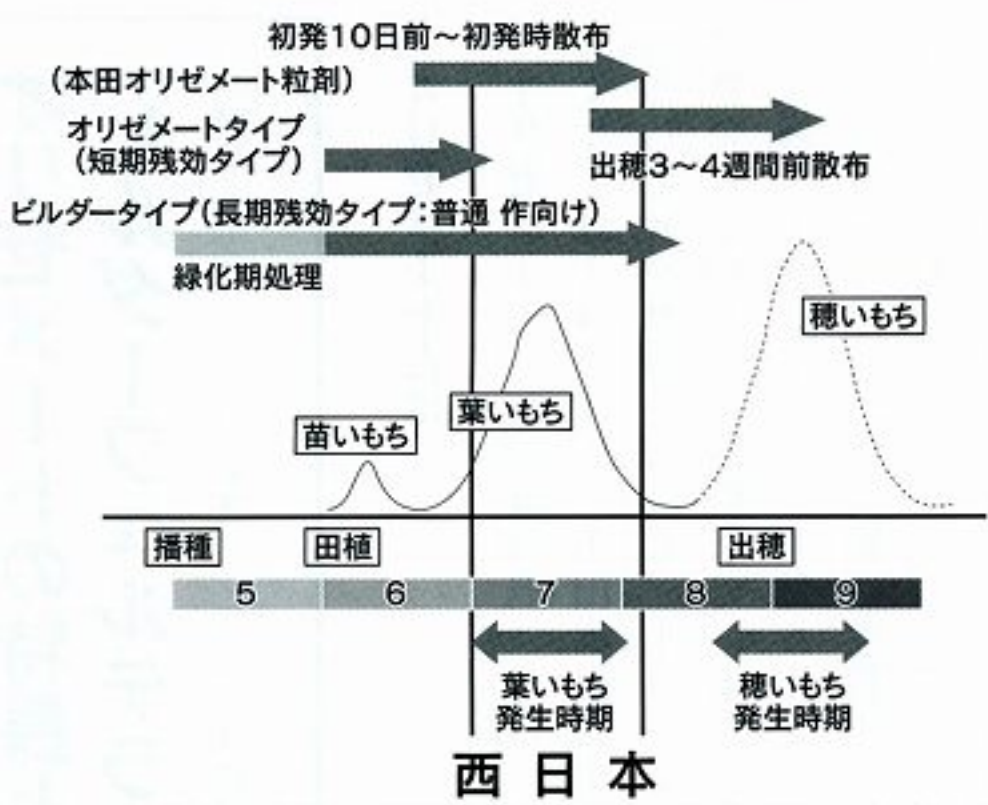 初発10日前～初発時散布
(本田オリゼメート粒剤)
オリゼメートタイプ
(短期残効タイプ)
出穂3～4週間前散布
ビルダータイプ(長期残効タイプ:普通 作向け)
緑化期処理
穂いもち
葉いもち
苗いもち
播種 田植 出穂
5 6 7 8 9
葉いもち
発生時期
穂いもち
発生時期
西日本